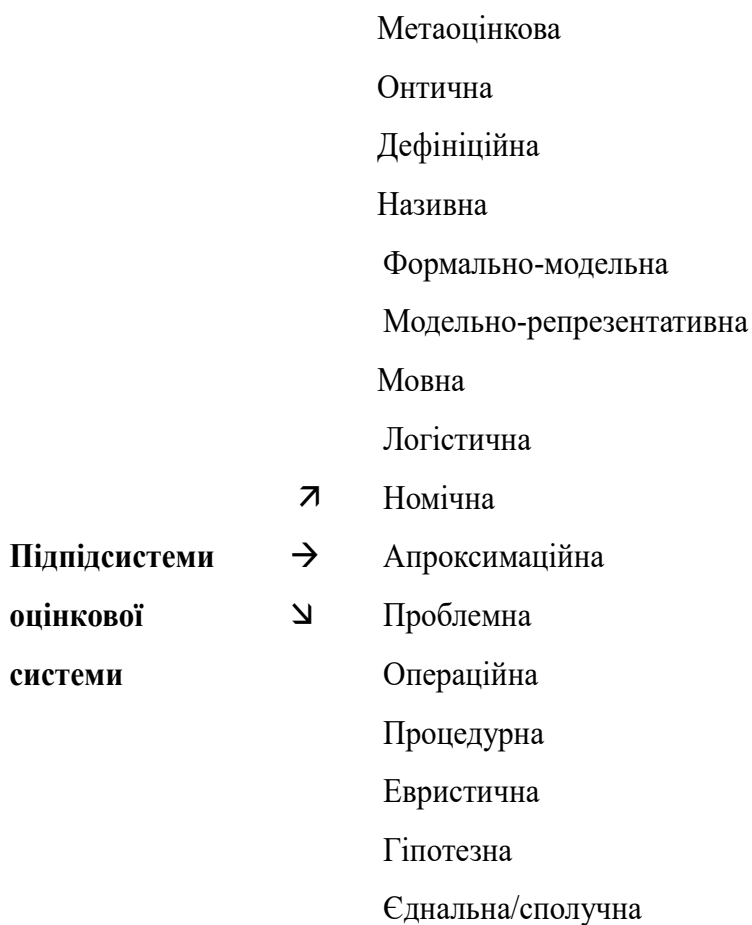 Метаоцінкова
Онтична
Дефініційна
Називна
Формально-модельна
Модельно-репрезентативна
Мовна
Логістична
↗ Номічна
Підпідсистеми → Апроксимаційна
оцінкової ↘ Проблемна
системи Операційна
Процедурна
Евристична
Гіпотезна
Єднальна/сполучна